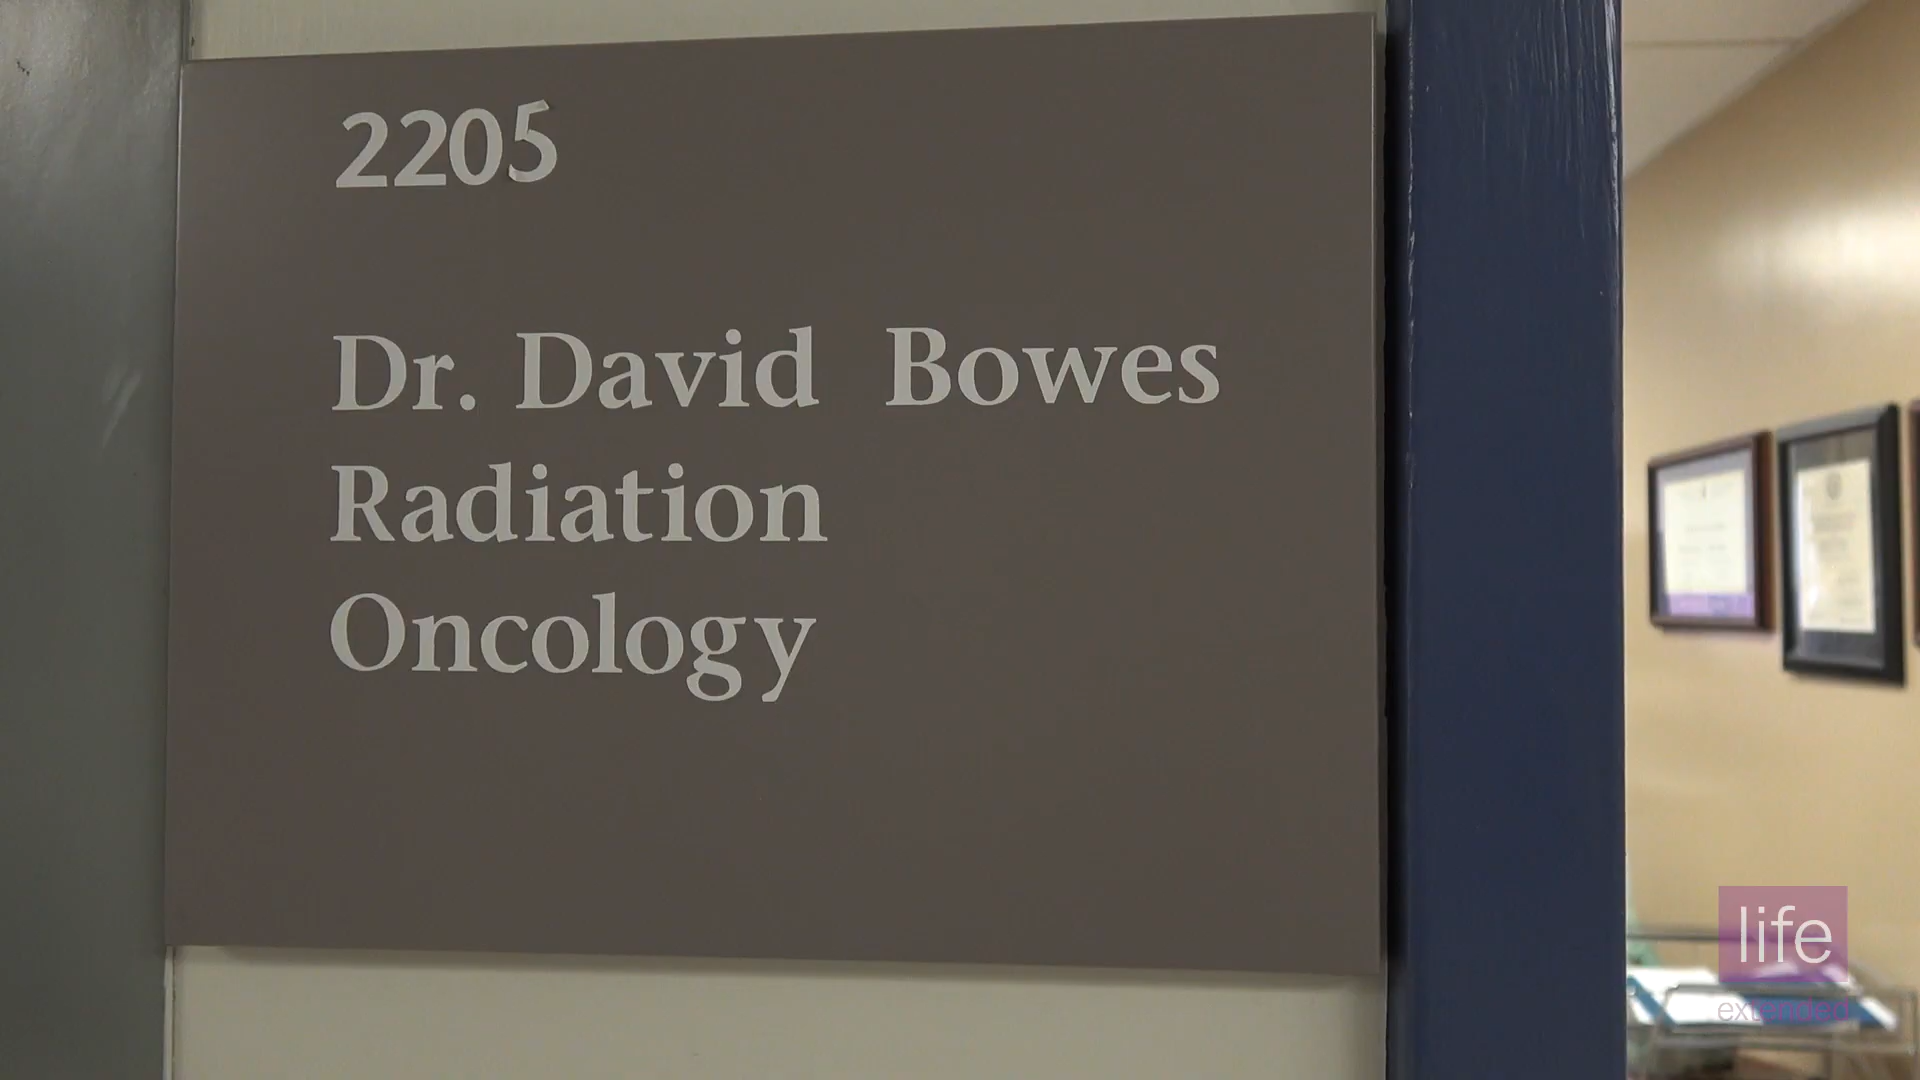 2205
Dr. David Bowes
Radiation
Oncology
life
extended